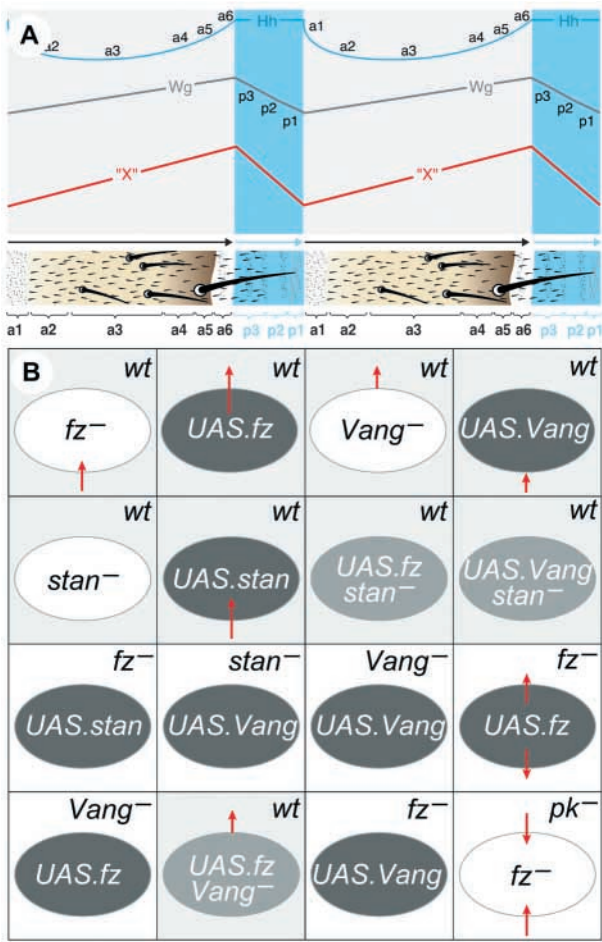 A
a2 a3 a4 a5 a6 Hh a1 a2 a3 a4 a5 a6 Hh
Wg p3 p2 p1 Wg p3 p2 p1
"X" "X"
a1 a2 a3 a4 a5 a6 p3 p2 p1 a1 a2 a3 a4 a5 a6 p3 p2 p1
B
wt wt wt wt
fz– UAS.fz Vang– UAS.Vang
wt wt wt wt
stan– UAS.stan UAS.fz UAS.Vang
stan– stan–
fz– stan– Vang– fz–
UAS.stan UAS.Vang UAS.Vang UAS.fz
Vang– wt fz– pk–
UAS.fz UAS.fz UAS.Vang fz–
Vang–